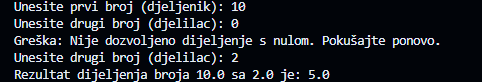 Unesite prvi broj (djeljenik): 10
Unesite drugi broj (djelilac): 0
Greška: Nije dozvoljeno dijeljenje s nulom. Pokušajte ponovo.
Unesite drugi broj (djelilac): 2
Rezultat dijeljenja broja 10.0 sa 2.0 je: 5.0